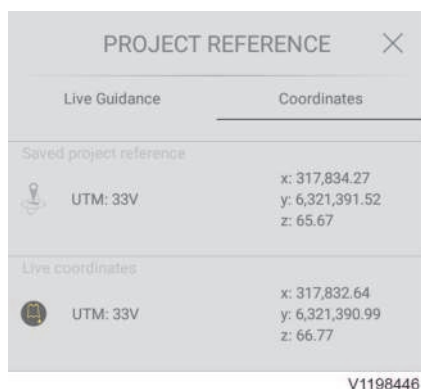 PROJECT REFERENCE
Live Guidance Coordinates
Saved project reference
UTM: 33V
x: 317,834.27
y: 6,321,391.52
z: 65.67
Live coordinates
UTM: 33V
x: 317,832.64
y: 6,321,390.99
z: 66.77
V1198446